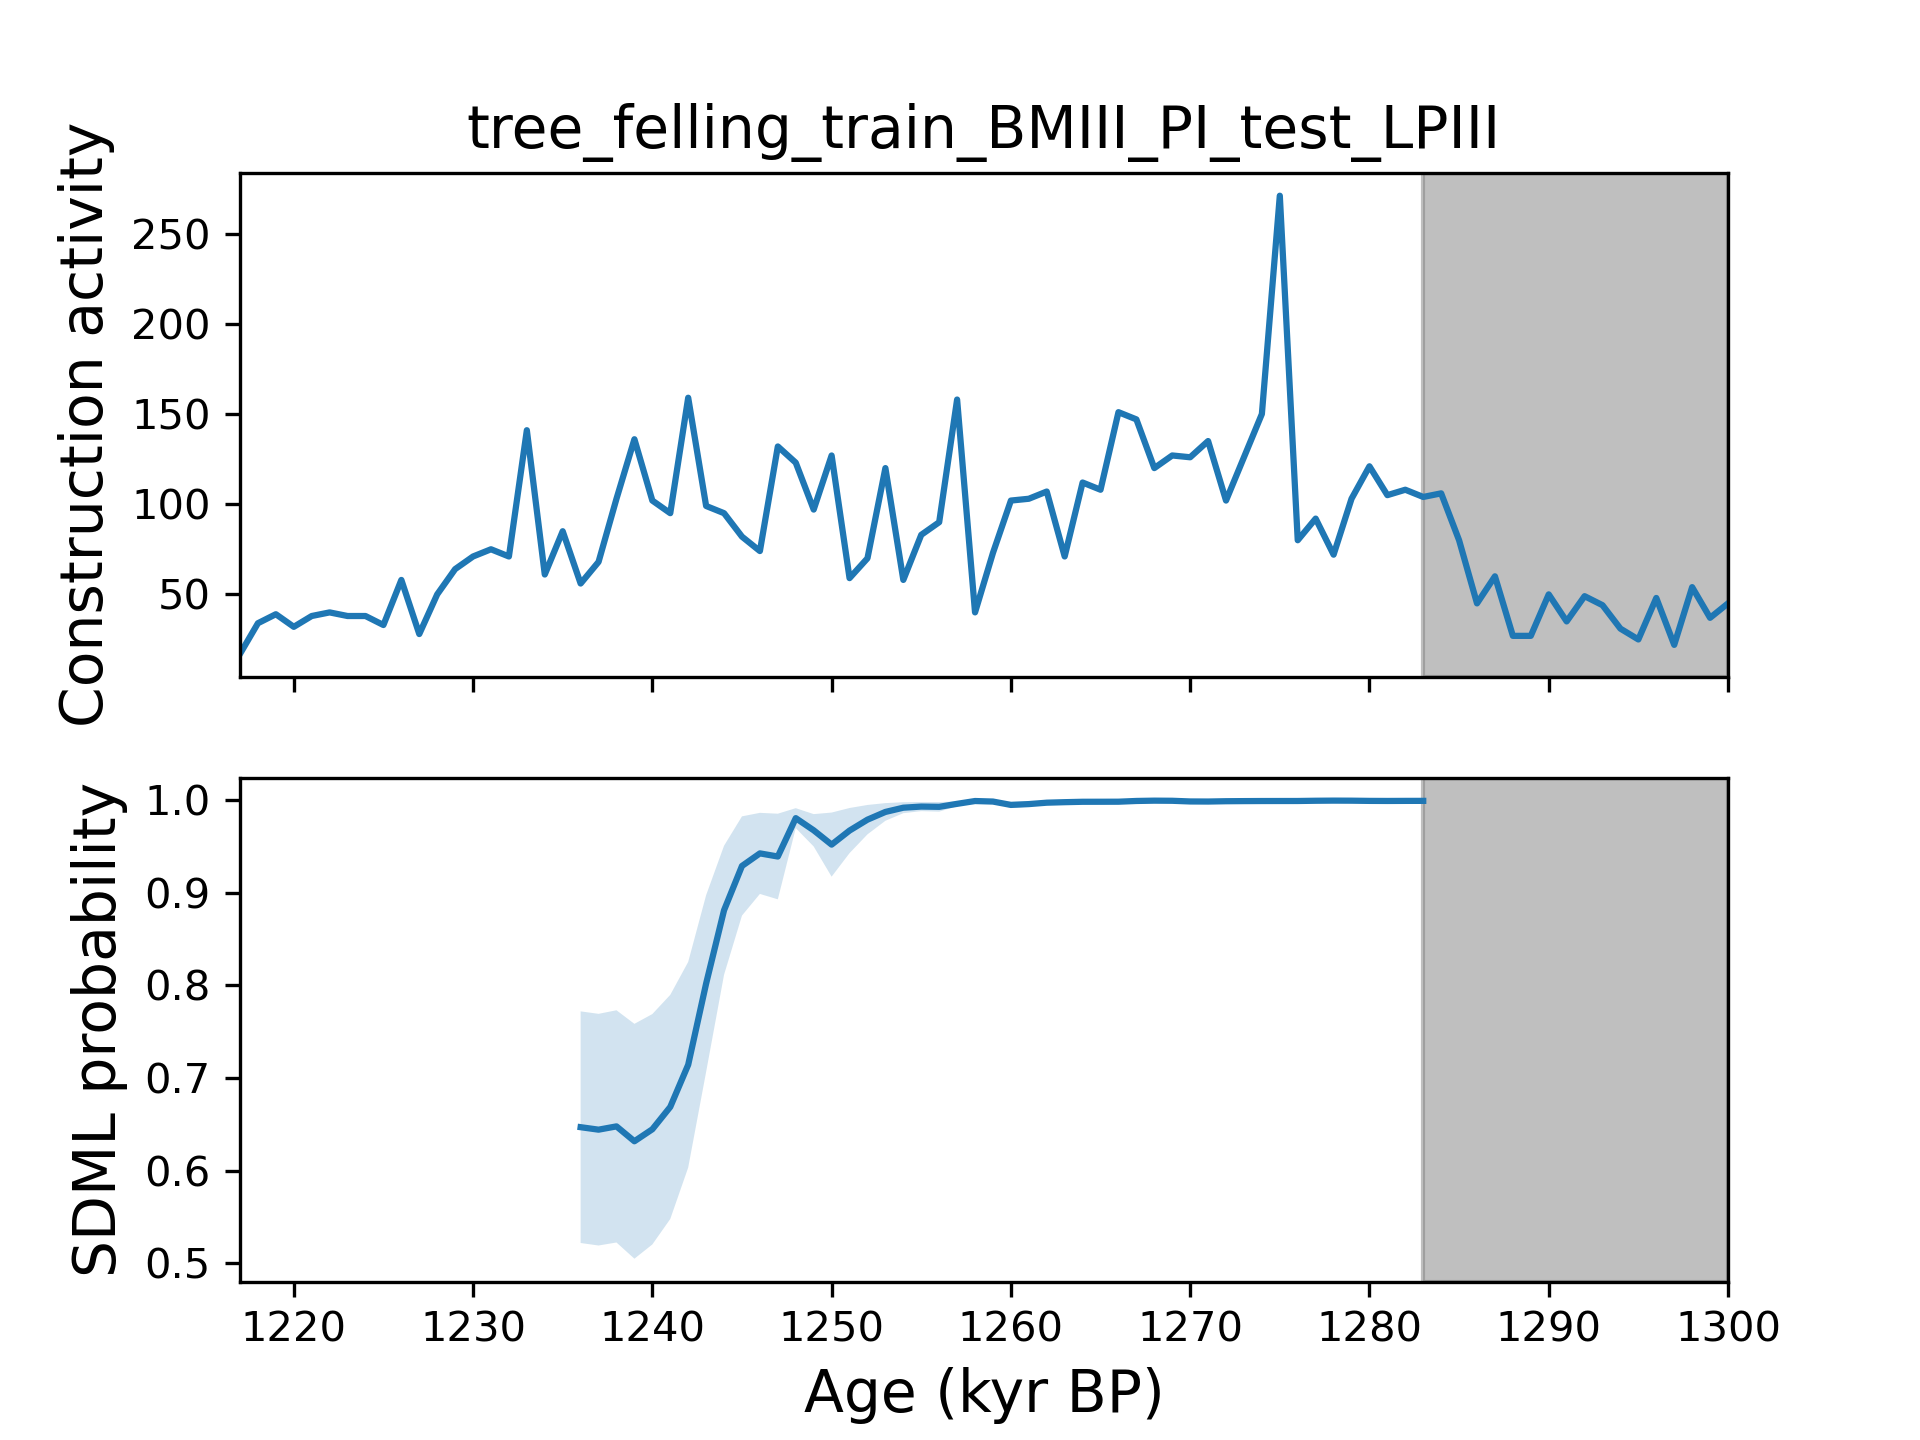 tree_felling_train_BMIII_PI_test_LPIII
Construction activity
250
200
150
100
50
SDML probability
1.0
0.9
0.8
0.7
0.6
0.5
1220 1230 1240 1250 1260 1270 1280 1290 1300
Age (kyr BP)